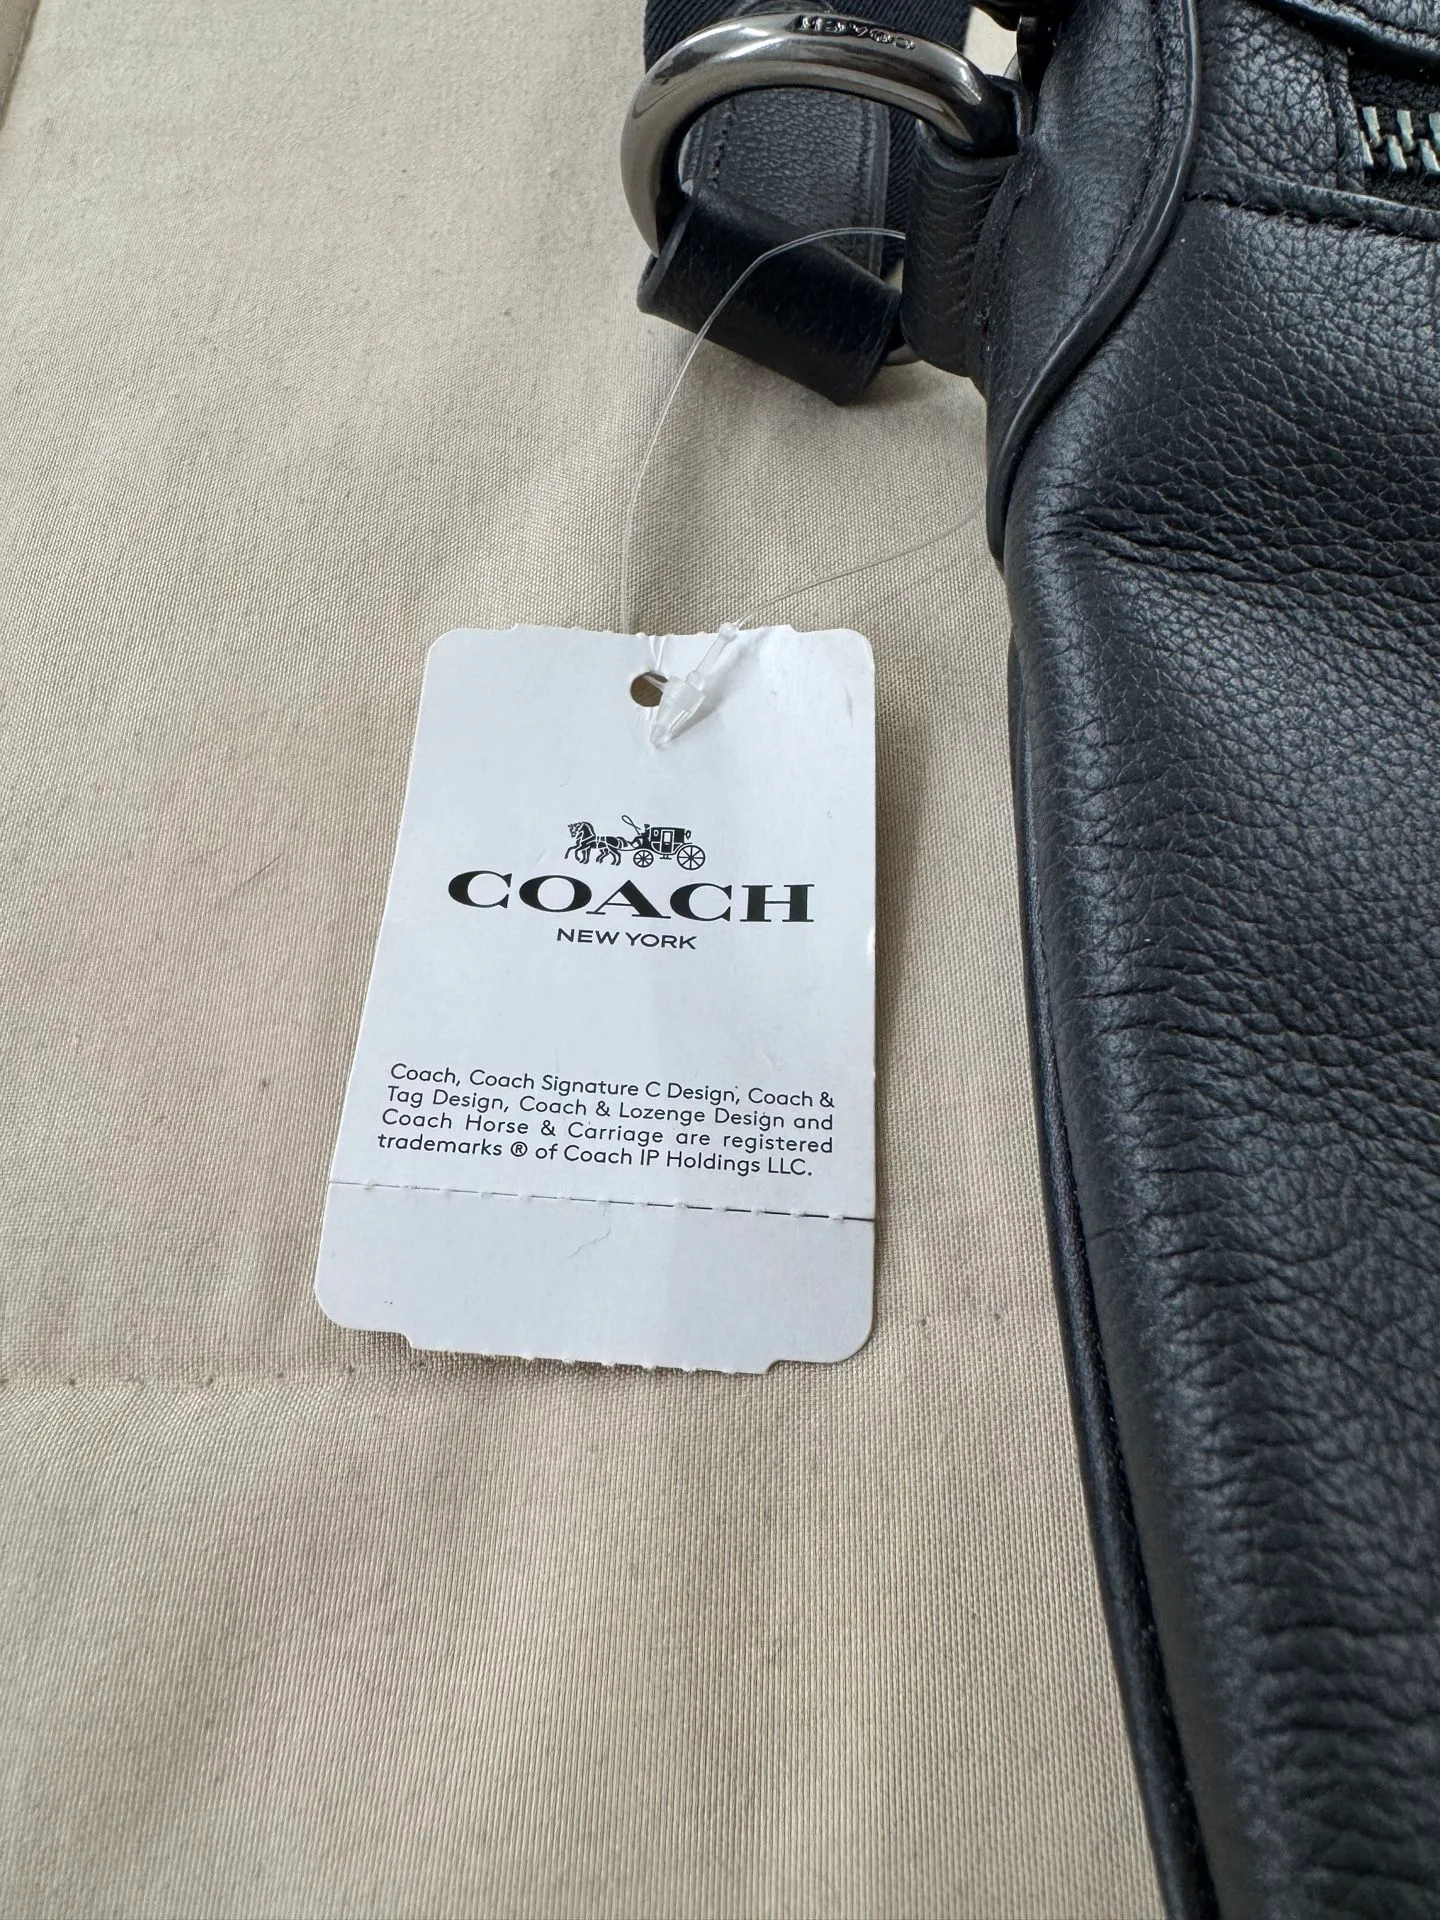 COACH
COACH
NEW YORK
Coach, Coach Signature C Design, Coach &
Tag Design, Coach & Lozenge Design and
Coach Horse & Carriage are registered
trademarks ® of Coach IP Holdings LLC.